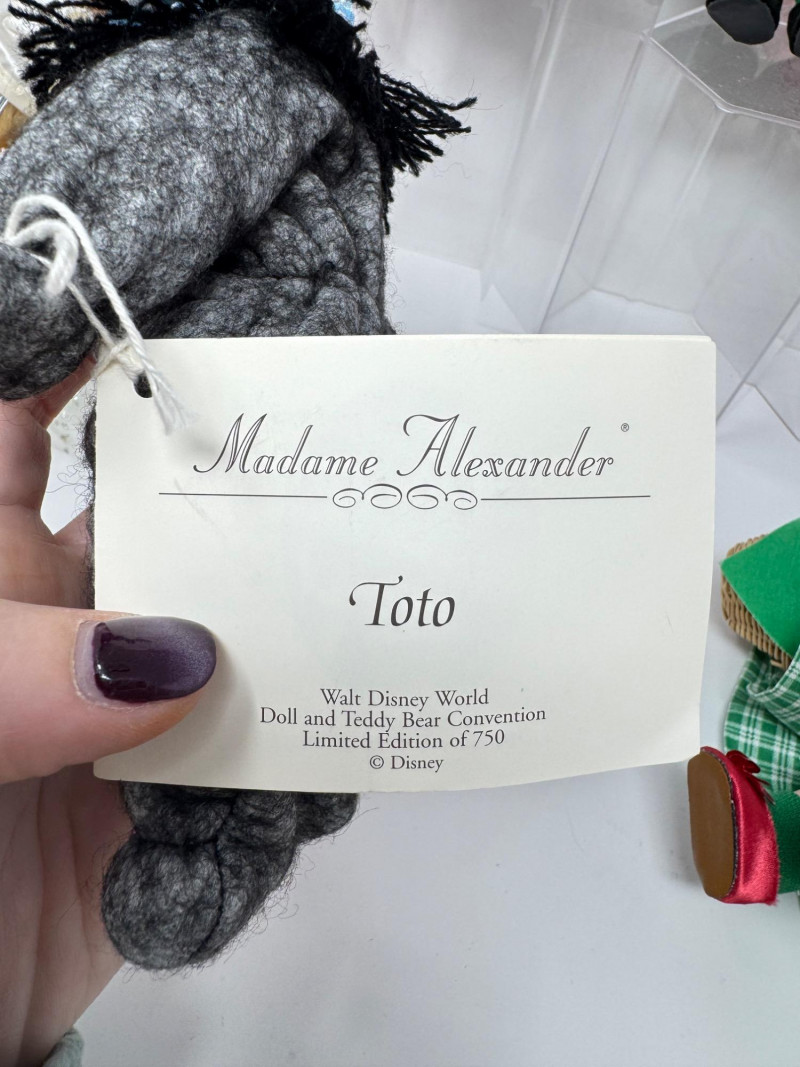 Madame Alexander®
Toto
Walt Disney World
Doll and Teddy Bear Convention
Limited Edition of 750
© Disney